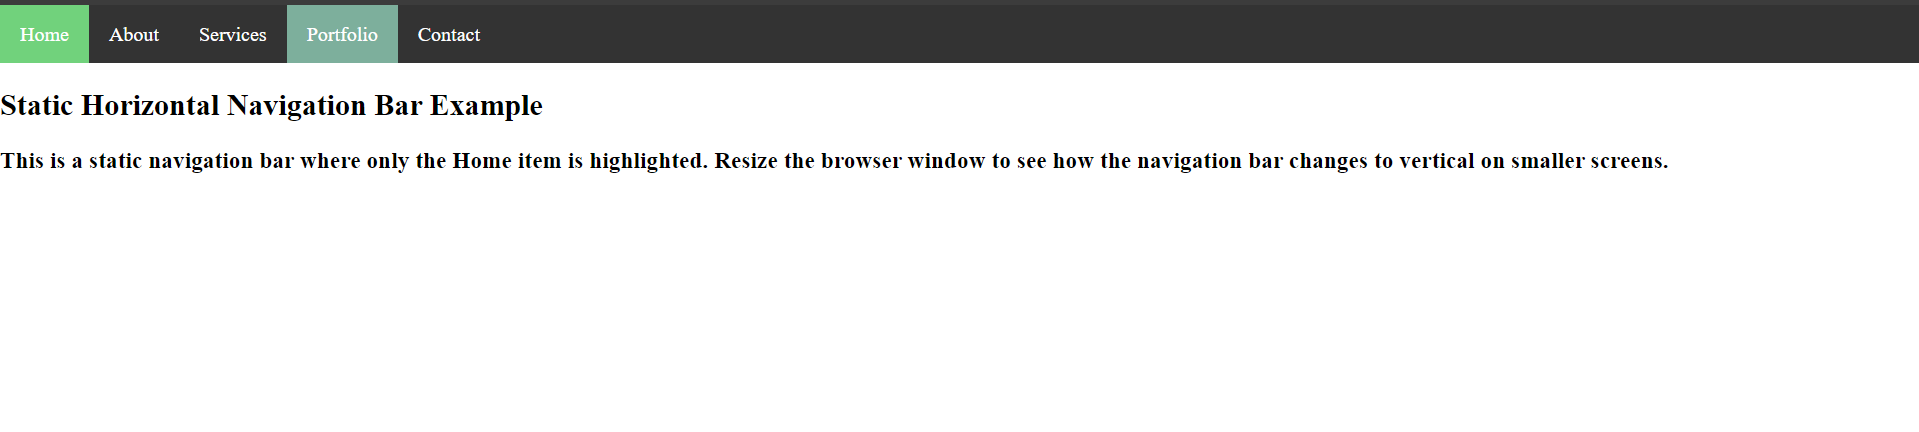 Home About Services Portfolio Contact
Static Horizontal Navigation Bar Example
This is a static navigation bar where only the Home item is highlighted. Resize the browser window to see how the navigation bar changes to vertical on smaller screens.